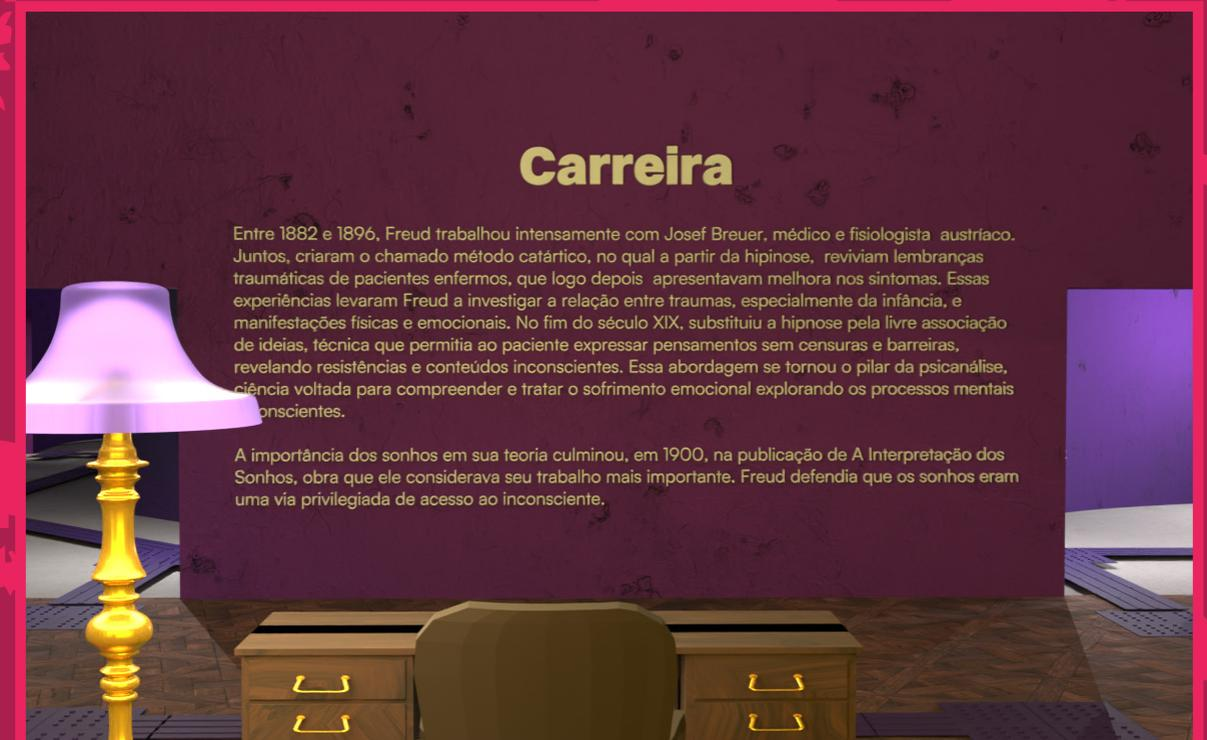 Carreira
Entre 1882 e 1896, Freud trabalhou intensamente com Josef Breuer, médico e fisiologista austríaco.
Juntos, criaram o chamado método catártico, no qual a partir da hipinose, reviviam lembranças
traumáticas de pacientes enfermos, que logo depois apresentavam melhora nos sintomas. Essas
experiências levaram Freud a investigar a relação entre traumas, especialmente da infância, e
manifestações físicas e emocionais. No fim do século XIX, substituiu a hipnose pela livre associação
de ideias, técnica que permitia ao paciente expressar pensamentos sem censuras e barreiras,
revelando resistências e conteúdos inconscientes. Essa abordagem se tornou o pilar da psicanálise,
ciência voltada para compreender e tratar o sofrimento emocional explorando os processos mentais
onscientes.
A importância dos sonhos em sua teoria culminou, em 1900, na publicação de A Interpretação dos
Sonhos, obra que ele considerava seu trabalho mais importante. Freud defendia que os sonhos eram
uma via privilegiada de acesso ao inconsciente.